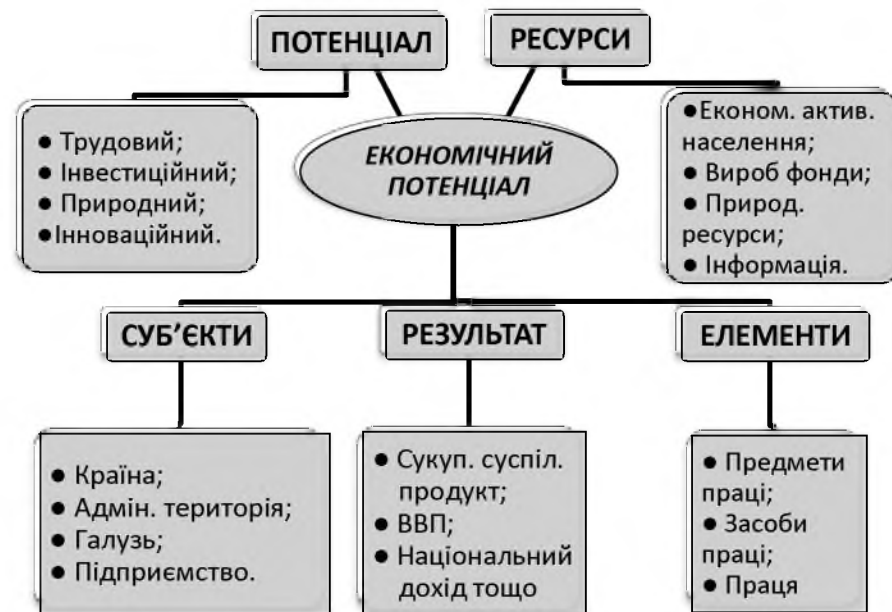 ПОТЕНЦІАЛ
РЕСУРСИ
● Трудовий;
● Інвестиційний;
● Природний;
●Інноваційний.
ЕКОНОМІЧНИЙ
ПОТЕНЦІАЛ
●Економ. актив.
населення;
● Вироб фонди;
● Природ.
ресурси;
● Інформація.
СУБ’ЄКТИ
РЕЗУЛЬТАТ
ЕЛЕМЕНТИ
● Країна;
● Адмін. територія;
● Галузь;
● Підприємство.
● Сукуп. суспіл.
продукт;
● ВВП;
● Національний
дохід тощо
● Предмети
праці;
● Засоби
праці;
● Праця